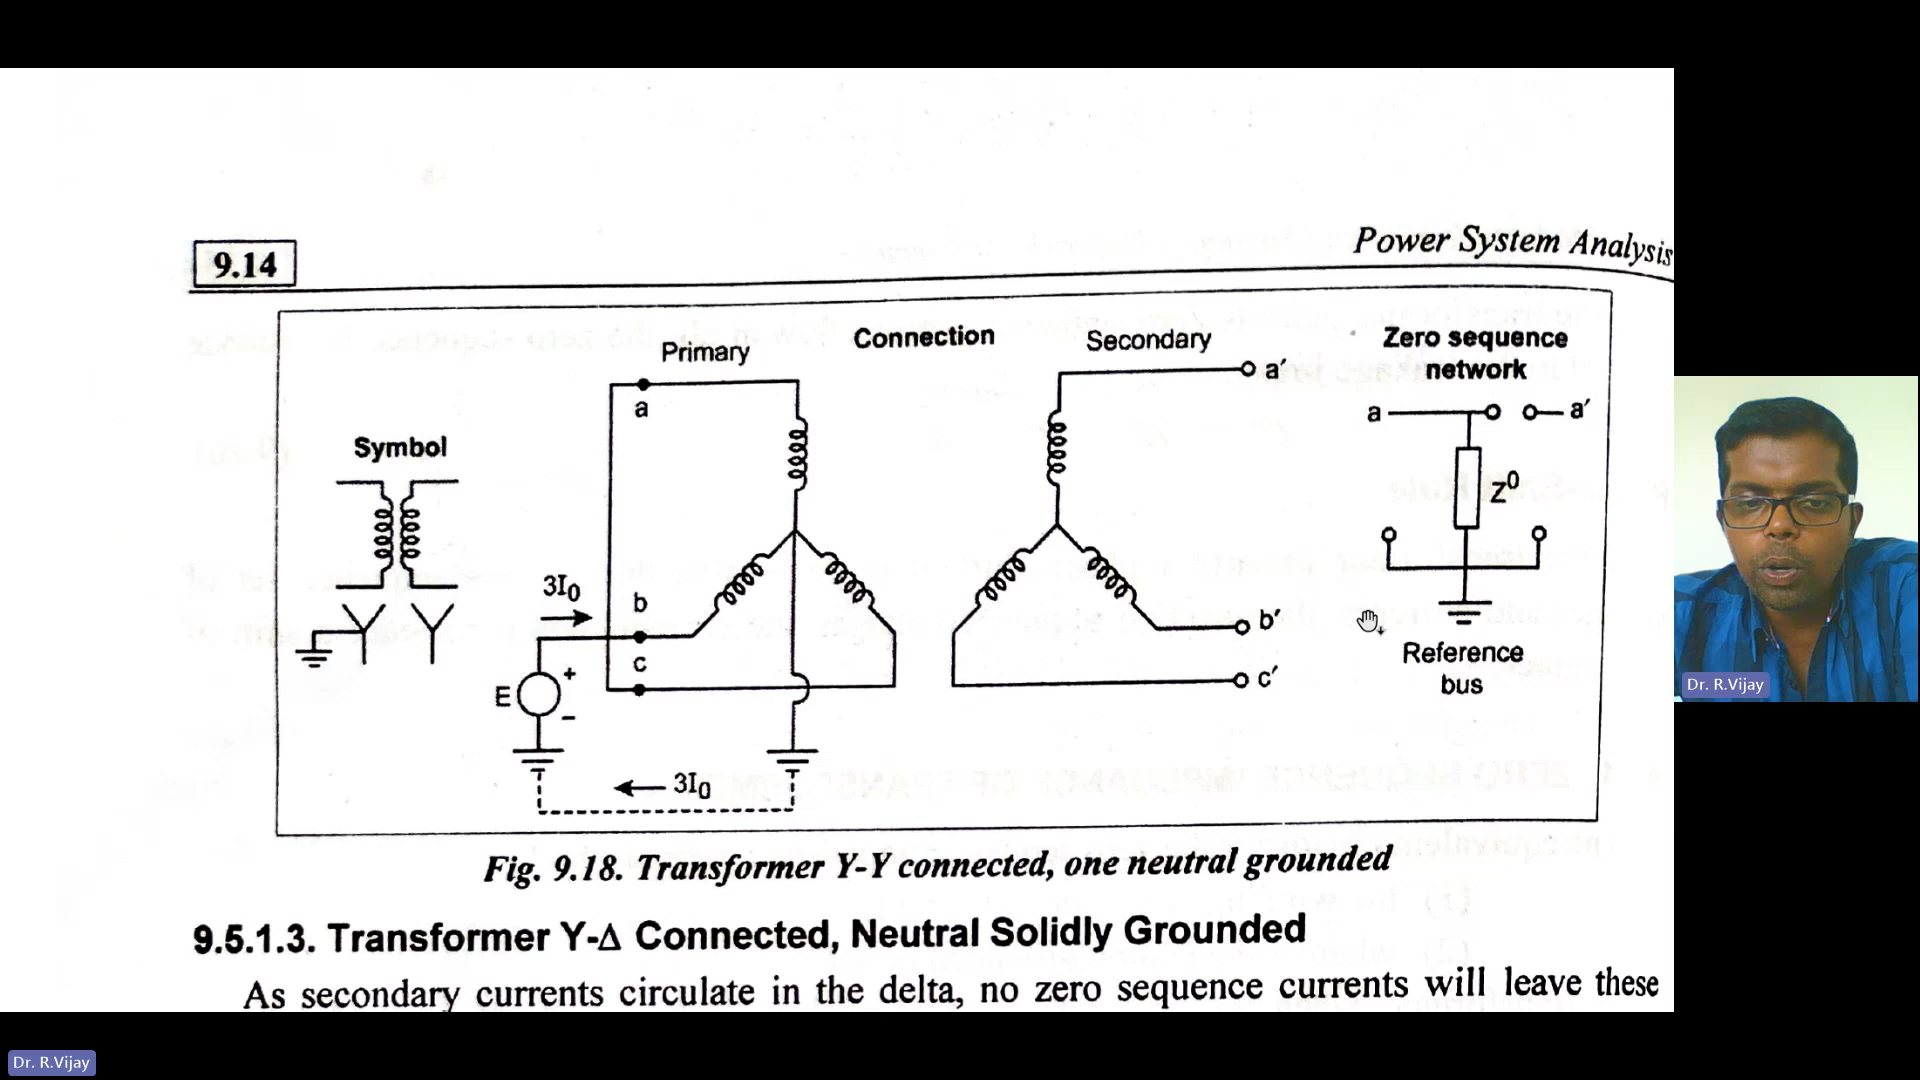 9.14
Power System Analysis
Primary
Connection
Secondary
Zero sequence
network
Symbol
a
a′
a
a′
Z⁰
3I₀
b
b′
c
c′
E
+
−
Reference
bus
3I₀
Fig. 9.18. Transformer Y-Y connected, one neutral grounded
9.5.1.3. Transformer Y-Δ Connected, Neutral Solidly Grounded
As secondary currents circulate in the delta, no zero sequence currents will leave these
Dr. R.Vijay
Dr. R.Vijay